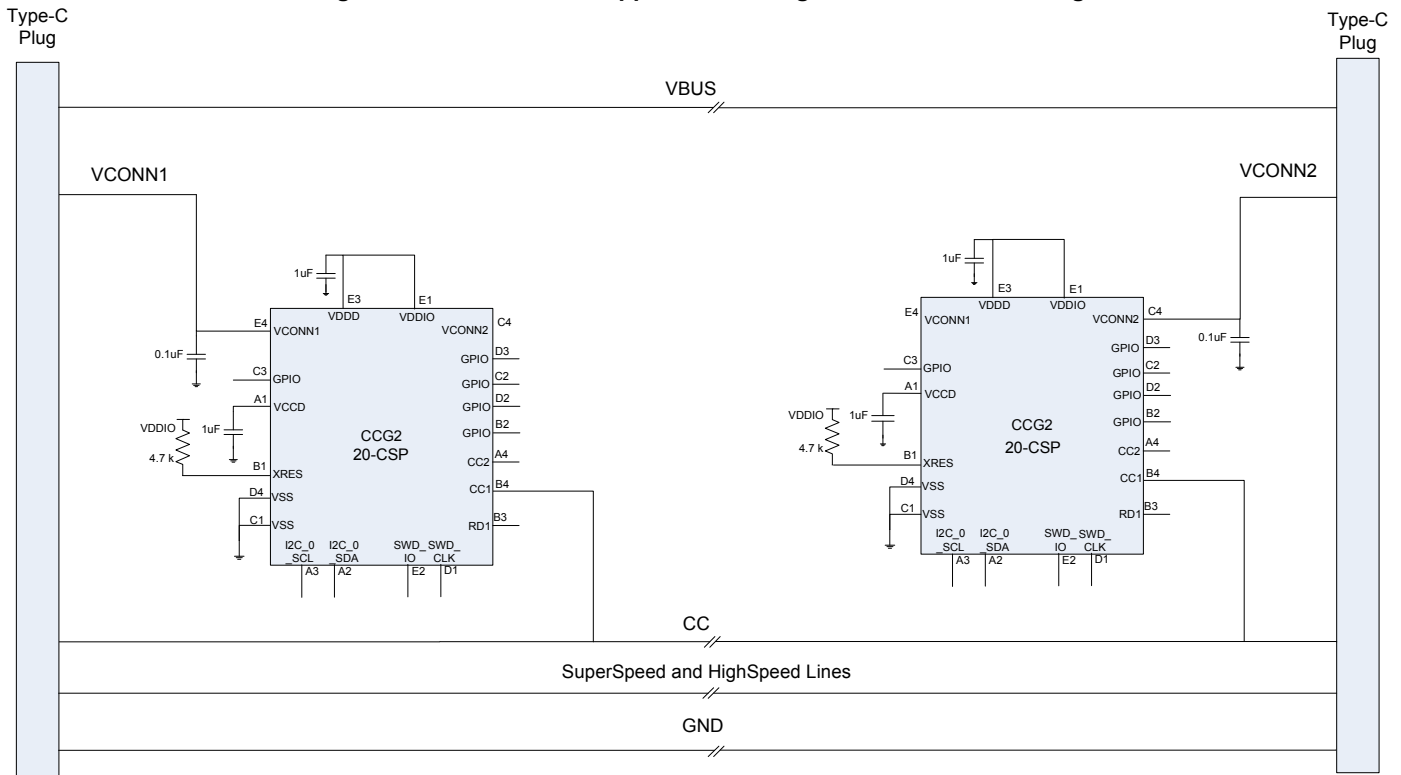 Type-C
Plug
Type-C
Plug
VBUS
VCONN1
VCONN2
1uF
E3
E1
VDDD
VDDIO
E4
VCONN1
VCONN2
C4
0.1uF
GPIO
D3
C3
GPIO
GPIO
C2
A1
VCCD
GPIO
D2
VDDIO
1uF
GPIO
B2
4.7 k
CCG2
20-CSP
CC2
A4
B1
XRES
CC1
B4
D4
VSS
C1
VSS
RD1
B3
I2C_0
_SCL
I2C_0
_SDA
SWD_
IO
SWD_
CLK
A3
A2
E2
D1
1uF
E3
E1
VDDD
VDDIO
E4
VCONN1
VCONN2
C4
0.1uF
GPIO
D3
C3
GPIO
GPIO
C2
A1
VCCD
GPIO
D2
VDDIO
1uF
GPIO
B2
4.7 k
CCG2
20-CSP
CC2
A4
B1
XRES
CC1
B4
D4
VSS
C1
VSS
RD1
B3
I2C_0
_SCL
I2C_0
_SDA
SWD_
IO
SWD_
CLK
A3
A2
E2
D1
CC
SuperSpeed and HighSpeed Lines
GND